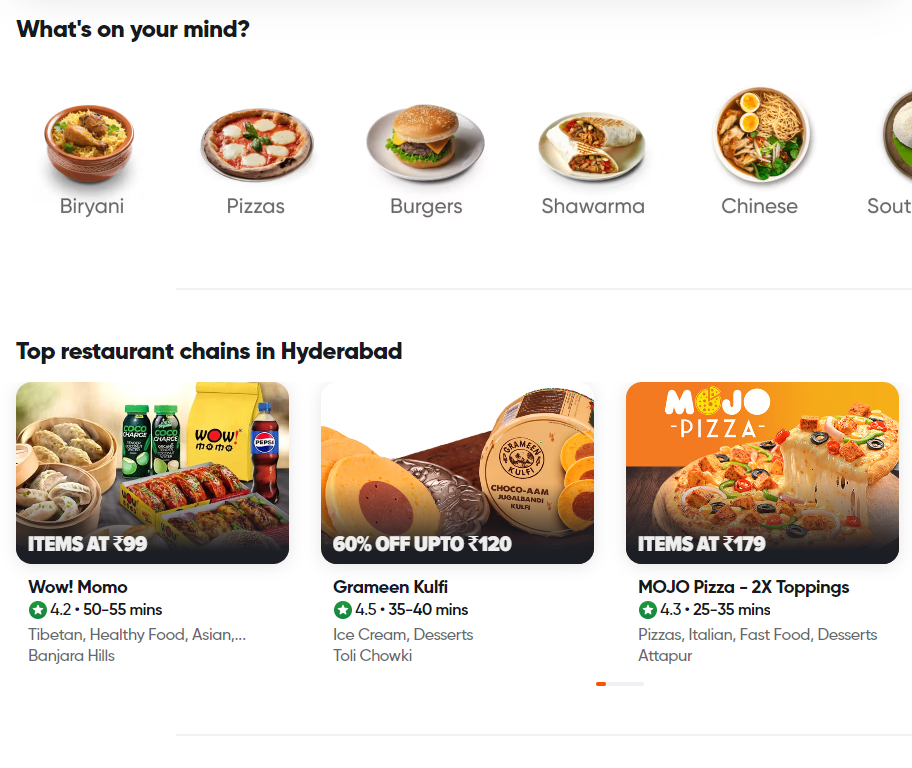 What's on your mind?
Biryani
Pizzas
Burgers
Shawarma
Chinese
Sout
Top restaurant chains in Hyderabad
COCO
CHARGE
COCO
CHARGE
WOW!
MOMO
PEPSI
ITEMS AT ₹99
GRAMEEN
KULFI
CHOCO-AAM
JUGALBANDI
KULFI
60% OFF UPTO ₹120
MOJO
-PIZZA-
ITEMS AT ₹179
Wow! Momo
4.2 • 50-55 mins
Tibetan, Healthy Food, Asian,...
Banjara Hills
Grameen Kulfi
4.5 • 35-40 mins
Ice Cream, Desserts
Toli Chowki
MOJO Pizza - 2X Toppings
4.3 • 25-35 mins
Pizzas, Italian, Fast Food, Desserts
Attapur